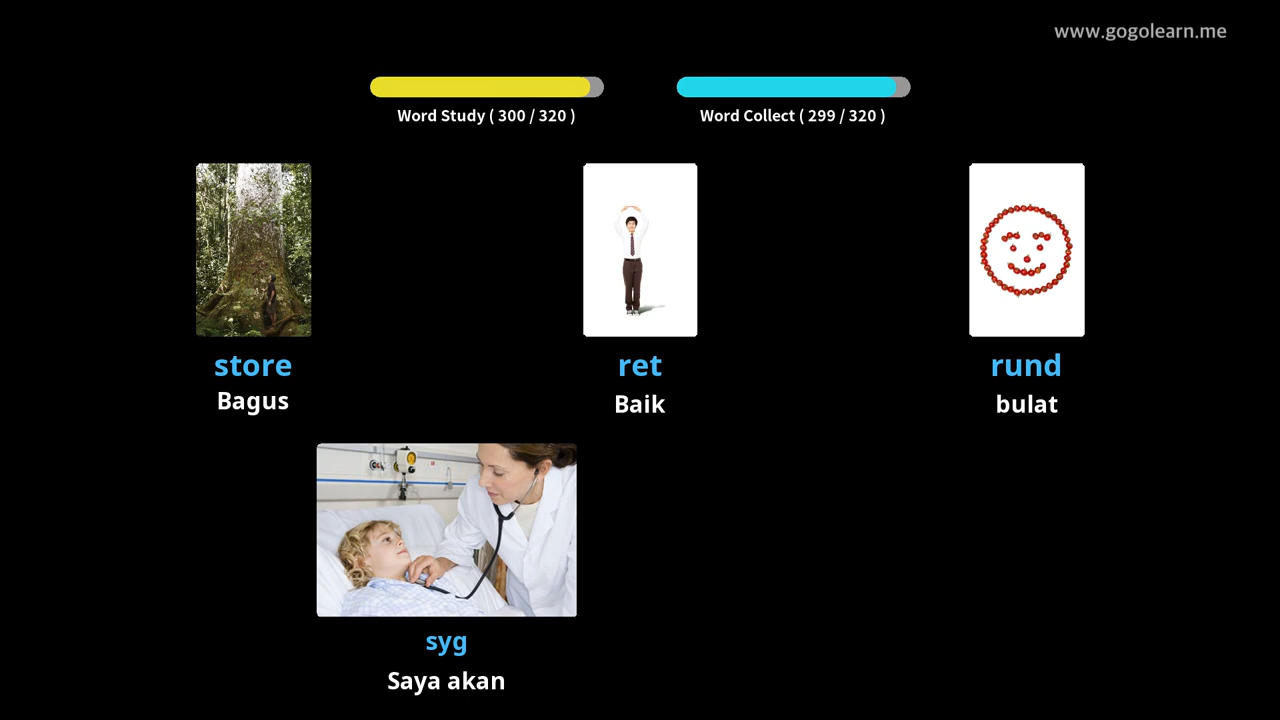 www.gogolearn.me
Word Study ( 300 / 320 )
Word Collect ( 299 / 320 )
store
Bagus
ret
Baik
rund
bulat
syg
Saya akan